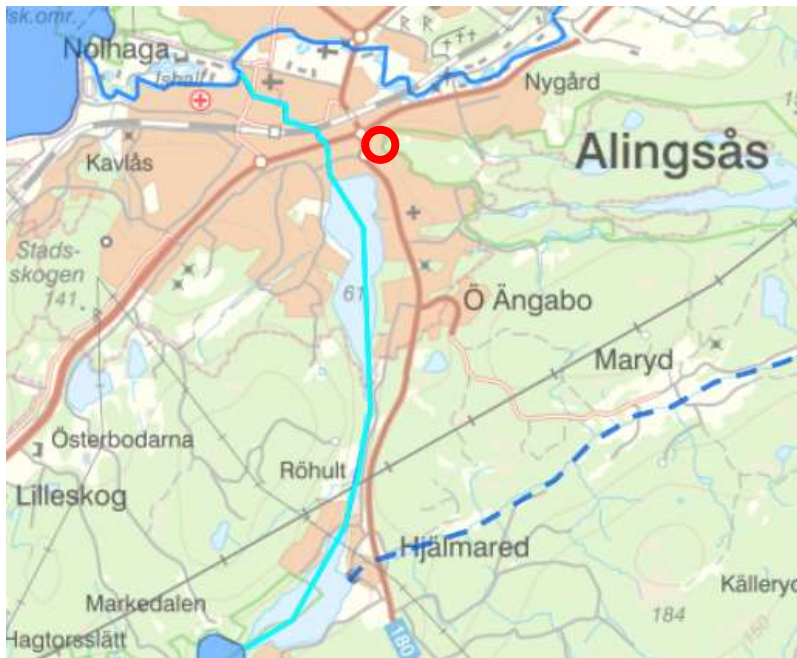 sk.omr.
Nolhaga
Ishall
Nygård
Kavlås
Alingsås
Stads-
skogen
141
61
Ö Ängabo
Maryd
Österbodarna
Röhult
Lilleskog
Hjälmared
Markedalen
Källeryd
184
Hagtorsslätt
180
150